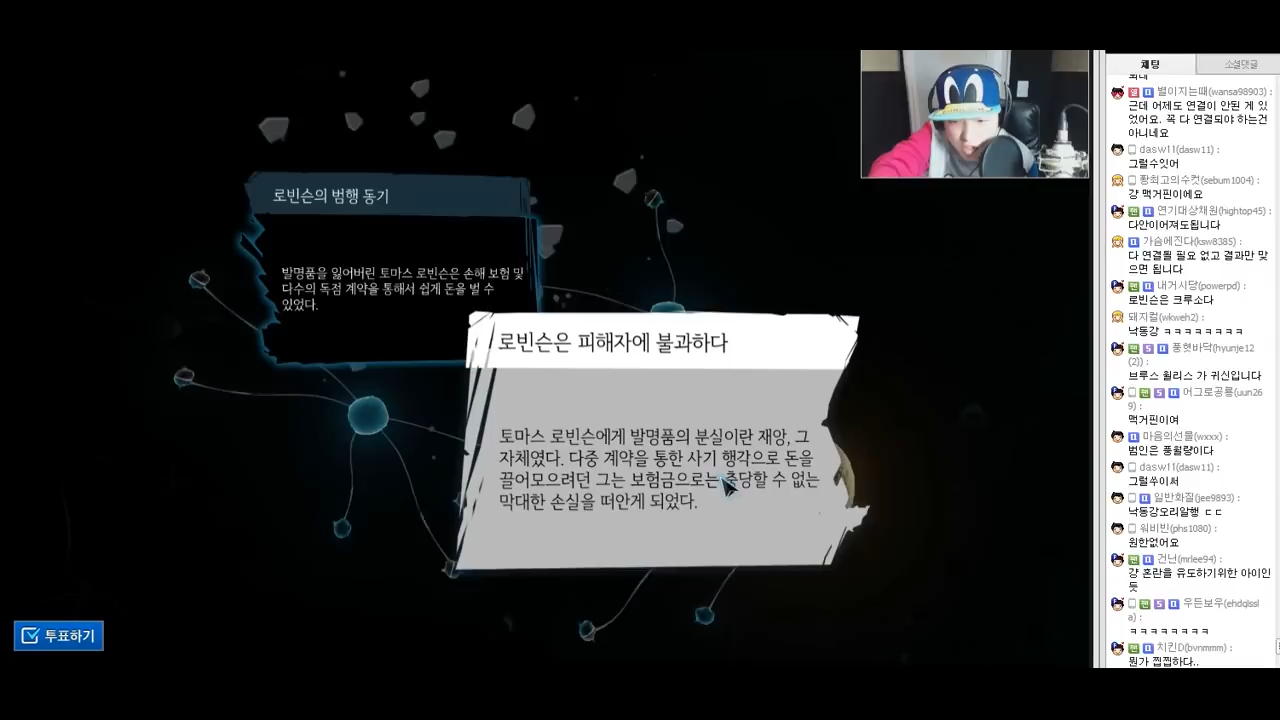 로빈슨의 범행 동기
발명품을 잃어버린 토마스 로빈슨은 손해 보험 및
다수의 독점 계약을 통해서 쉽게 돈을 벌 수
있었다.
로빈슨은 피해자에 불과하다
토마스 로빈슨에게 발명품의 분실이란 재앙, 그
자체였다. 다중 계약을 통한 사기 행각으로 돈을
끌어모으려던 그는 보험금으로는 충당할 수 없는
막대한 손실을 떠안게 되었다.
투표하기
채팅
소셜댓글
별이지는때(wansa98903) :
근데 어제도 연결이 안된 게 있
었어요. 꼭 다 연결되야 하는건
아니네요
dasw11(dasw11) :
그럴수잇어
황최고의수컷(sebum1004) :
걍 맥거핀이에요
연기대상채원(hightop45) :
다안이어져도됩니다
가슴에진다(ksw8385) :
다 연결될 필요 없고 결과만 맞
으면 됩니다
내거시당(powerpd) :
로빈슨은 크루소다
돼지컬(wkweh2) :
낙동강 ㅋㅋㅋㅋㅋㅋㅋㅋ
풍햣바닥(hyunje12
(2)) :
브루스 윌리스 가 귀신입니다
어그로공룡(uun26
9) :
맥거핀이여
마음의선물(wxxx) :
범인은 풍월량이다
dasw11(dasw11) :
그럴쑤이써
일반화질(jee9893) :
낙동강오리알행 ㄷㄷ
워비빈(phs1080) :
원한없어요
건넌(mrlee94) :
걍 혼란을 유도하기위한 아이인
듯
우든보우(ehdqlssl
a) :
ㅋㅋㅋㅋㅋㅋㅋㅋ
치킨D(bvnmmm) :
뭔가 찝찝하다..